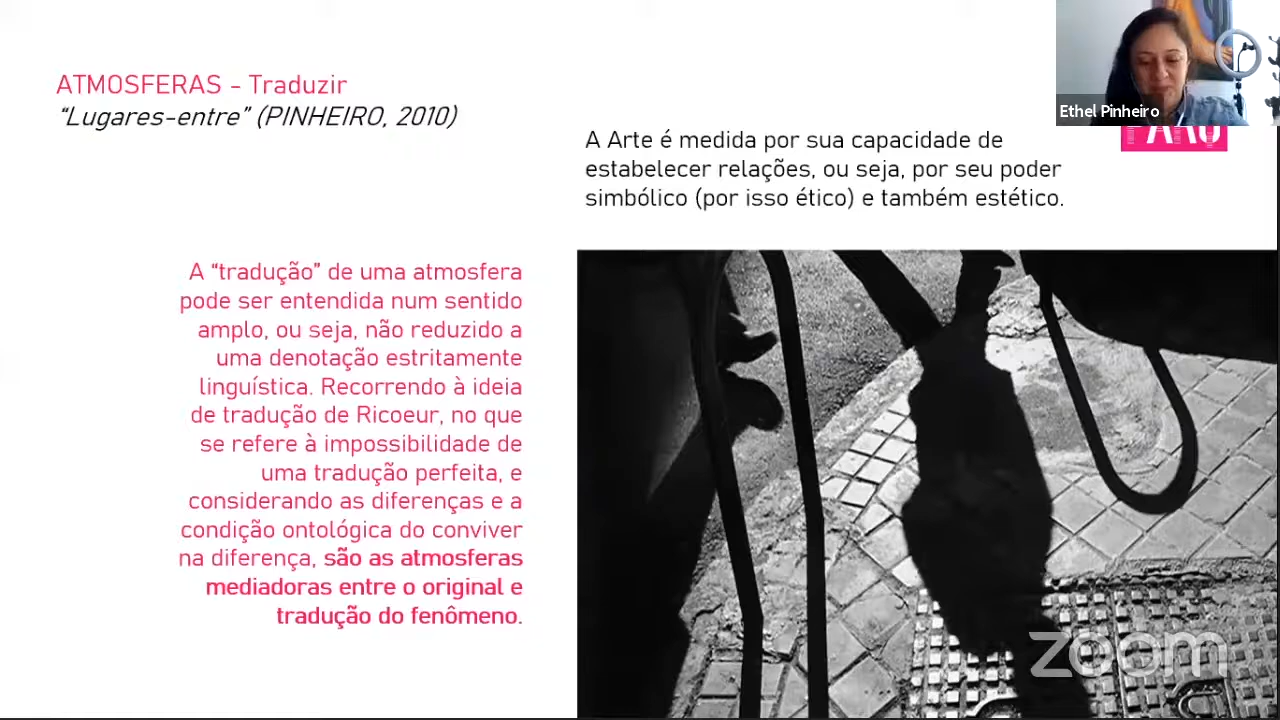 ATMOSFERAS - Traduzir
“Lugares-entre” (PINHEIRO, 2010)
Ethel Pinheiro
A Arte é medida por sua capacidade de
estabelecer relações, ou seja, por seu poder
simbólico (por isso ético) e também estético.
A “tradução” de uma atmosfera
pode ser entendida num sentido
amplo, ou seja, não reduzido a
uma denotação estritamente
linguística. Recorrendo à ideia
de tradução de Ricoeur, no que
se refere à impossibilidade de
uma tradução perfeita, e
considerando as diferenças e a
condição ontológica do conviver
na diferença, são as atmosferas
mediadoras entre o original e
tradução do fenômeno.
zoom